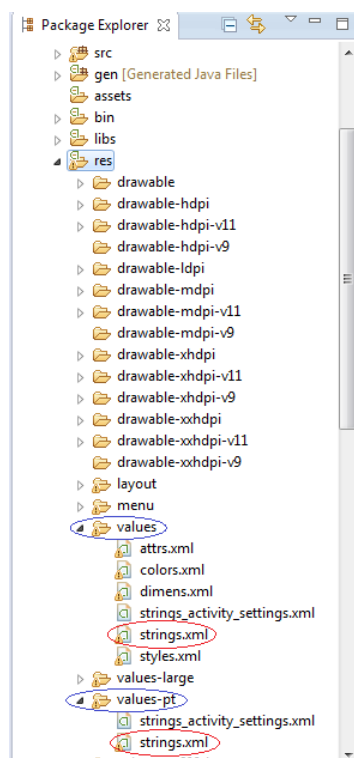 Package Explorer
src
gen [Generated Java Files]
assets
bin
libs
res
drawable
drawable-hdpi
drawable-hdpi-v11
drawable-hdpi-v9
drawable-ldpi
drawable-mdpi
drawable-mdpi-v11
drawable-mdpi-v9
drawable-xhdpi
drawable-xhdpi-v11
drawable-xhdpi-v9
drawable-xxhdpi
drawable-xxhdpi-v11
drawable-xxhdpi-v9
layout
menu
values
attrs.xml
colors.xml
dimens.xml
strings_activity_settings.xml
strings.xml
styles.xml
values-large
values-pt
strings_activity_settings.xml
strings.xml